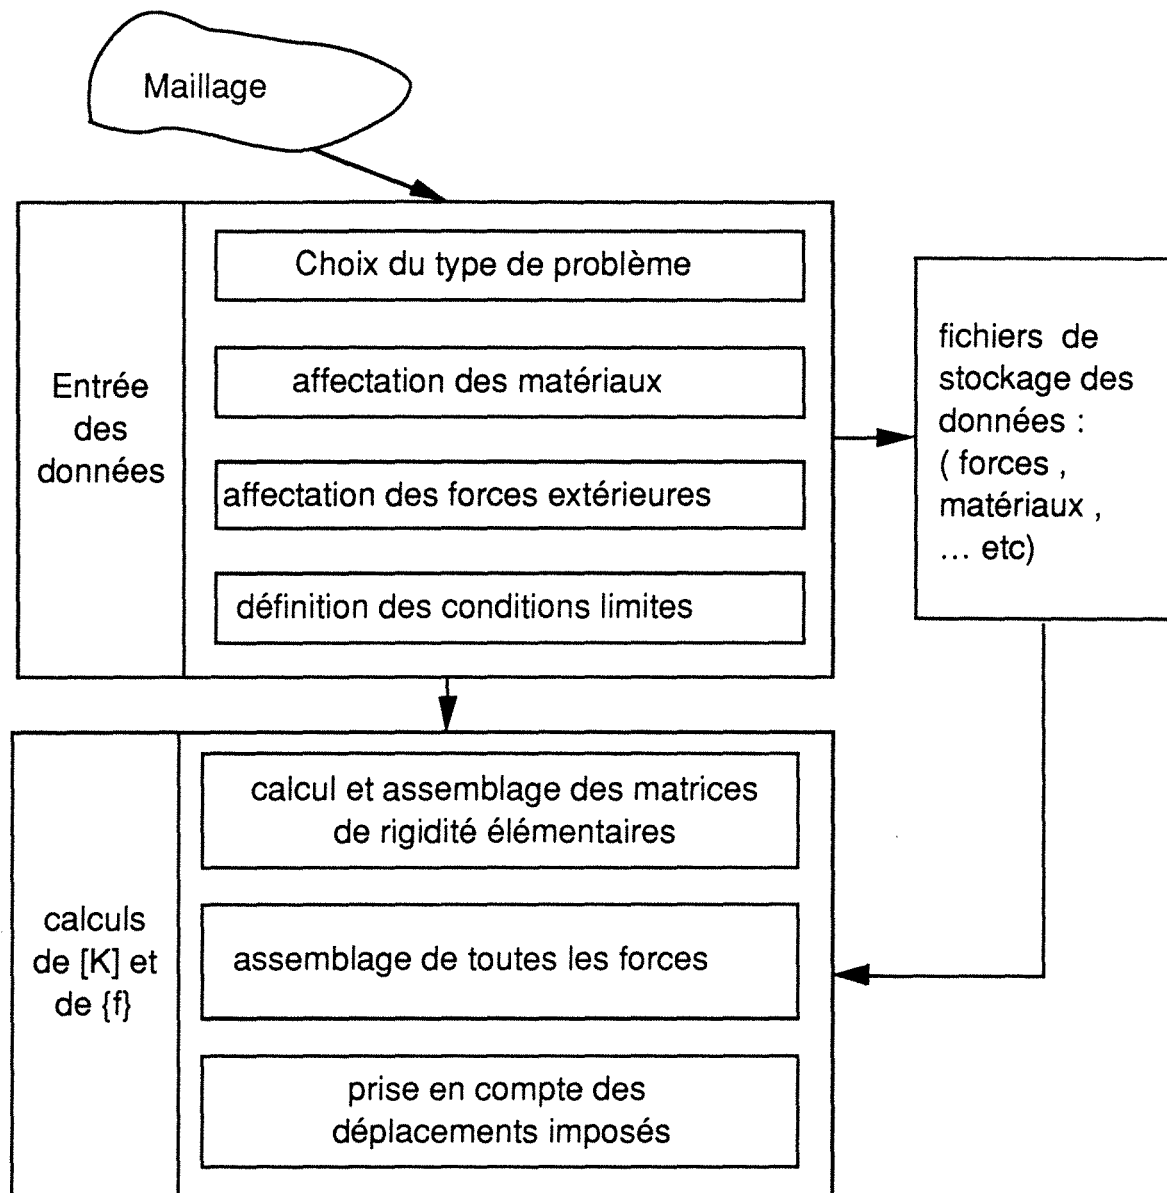 Maillage
Entrée
des
données
Choix du type de problème
affectation des matériaux
affectation des forces extérieures
définition des conditions limites
fichiers de
stockage des
données :
( forces ,
matériaux ,
... etc)
calculs
de [K] et
de {f}
calcul et assemblage des matrices
de rigidité élémentaires
assemblage de toutes les forces
prise en compte des
déplacements imposés